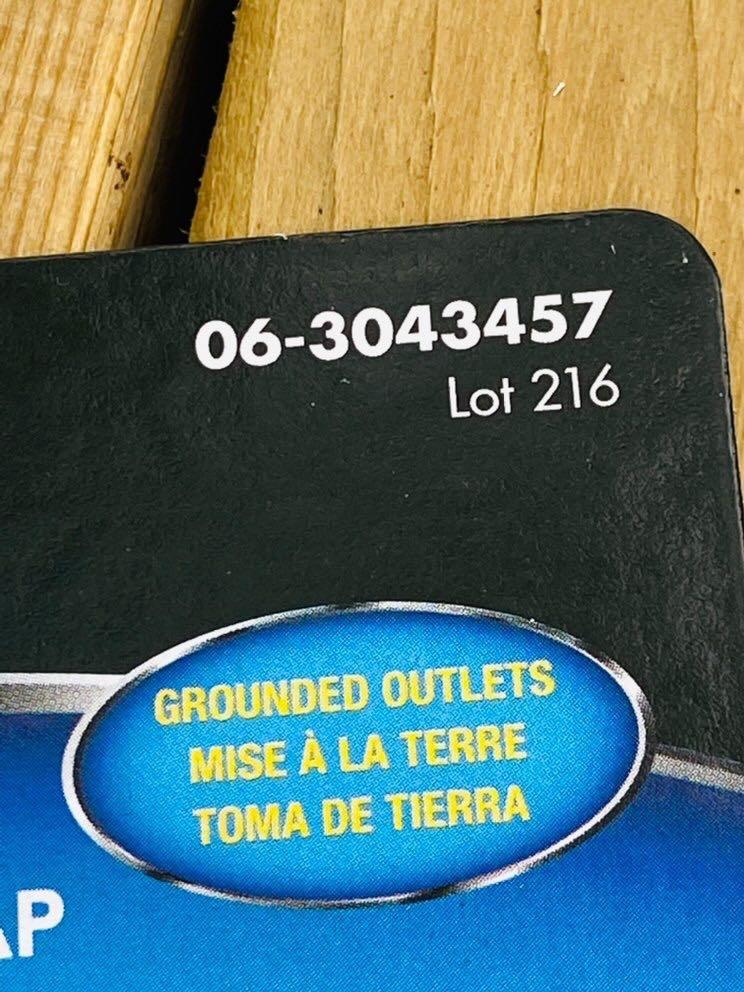 06-3043457
Lot 216
GROUNDED OUTLETS
MISE À LA TERRE
TOMA DE TIERRA